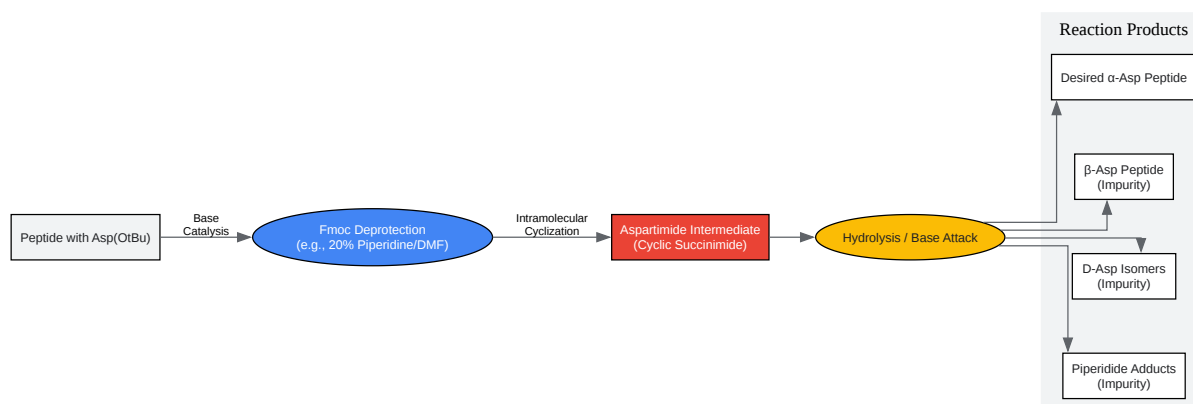 Reaction Products
Desired α-Asp Peptide
β-Asp Peptide
(Impurity)
Base
Catalysis
Intramolecular
Cyclization
Peptide with Asp(OtBu)
Fmoc Deprotection
(e.g., 20% Piperidine/DMF)
Aspartimide Intermediate
(Cyclic Succinimide)
Hydrolysis / Base Attack
D-Asp Isomers
(Impurity)
Piperidide Adducts
(Impurity)